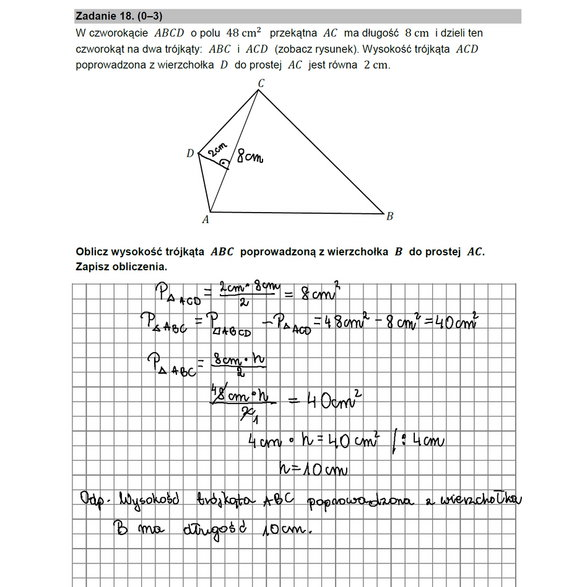 Zadanie 18. (0–3)
W czworokącie ABCD o polu 48 cm² przekątna AC ma długość 8 cm i dzieli ten
czworokąt na dwa trójkąty: ABC i ACD (zobacz rysunek). Wysokość trójkąta ACD
poprowadzona z wierzchołka D do prostej AC jest równa 2 cm.
C
D 2cm 8cm
A B
Oblicz wysokość trójkąta ABC poprowadzoną z wierzchołka B do prostej AC.
Zapisz obliczenia.
P△ACD = 2cm · 8cm / 2 = 8cm²
P△ABC = P□ABCD - P△ACD = 48cm² - 8cm² = 40cm²
P△ABC = 8cm · h / 2
⁴8cm · h / 2₁ = 40cm²
4cm · h = 40cm² /: 4cm
h = 10cm
Odp. Wysokość trójkąta ABC poprowadzona z wierzchołka
B ma długość 10cm.